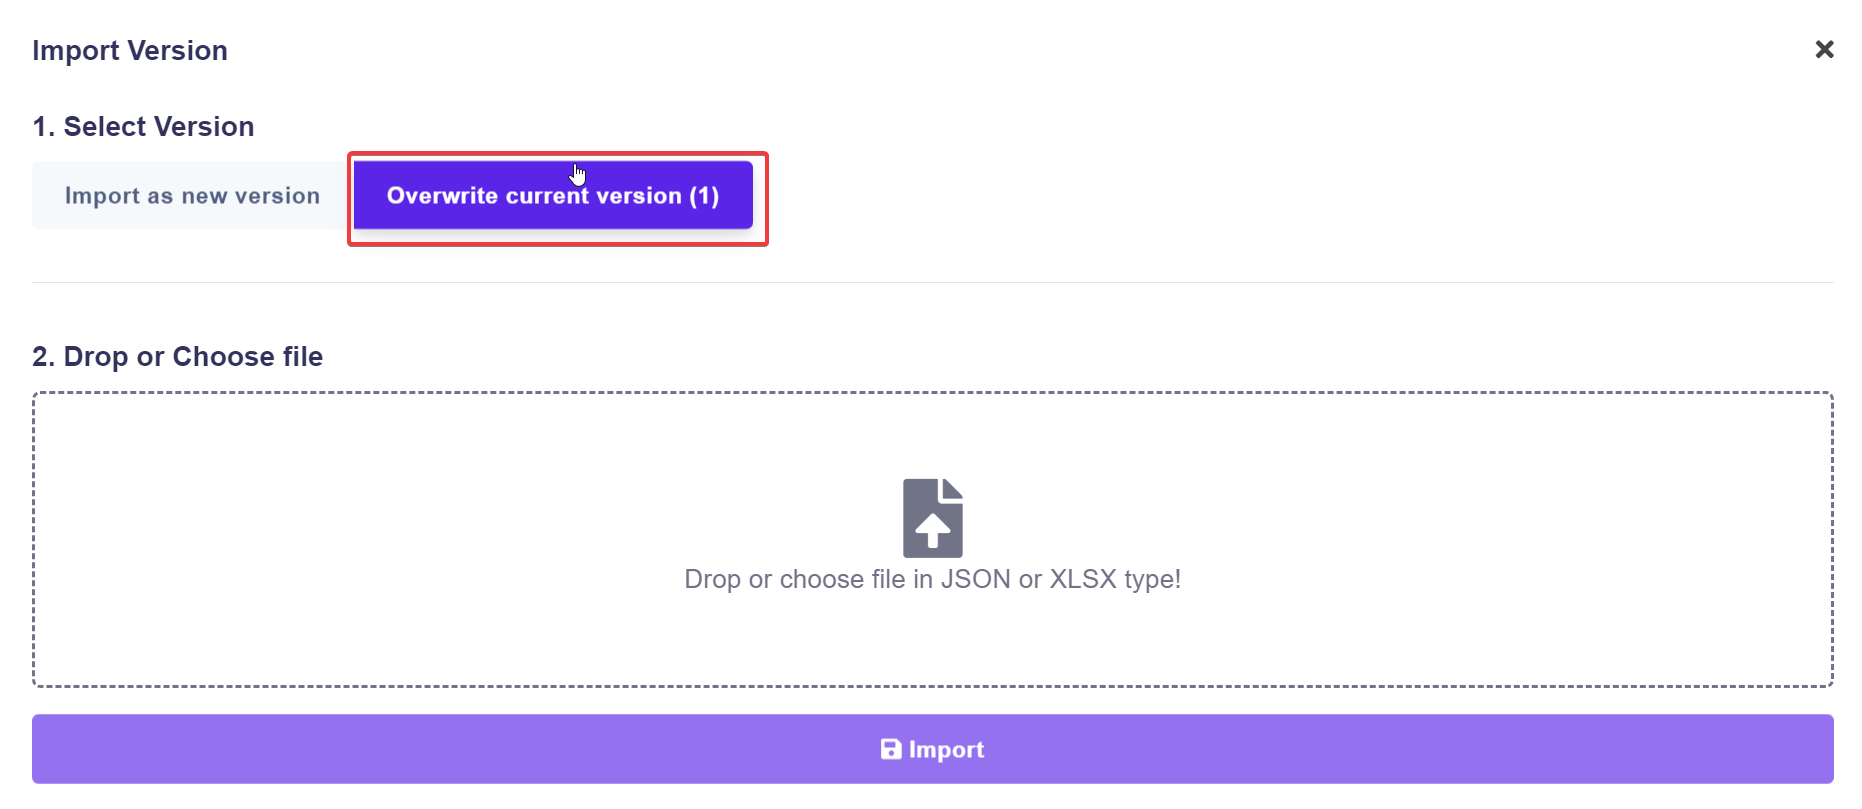 Import Version
1. Select Version
Import as new version
Overwrite current version (1)
2. Drop or Choose file
Drop or choose file in JSON or XLSX type!
Import